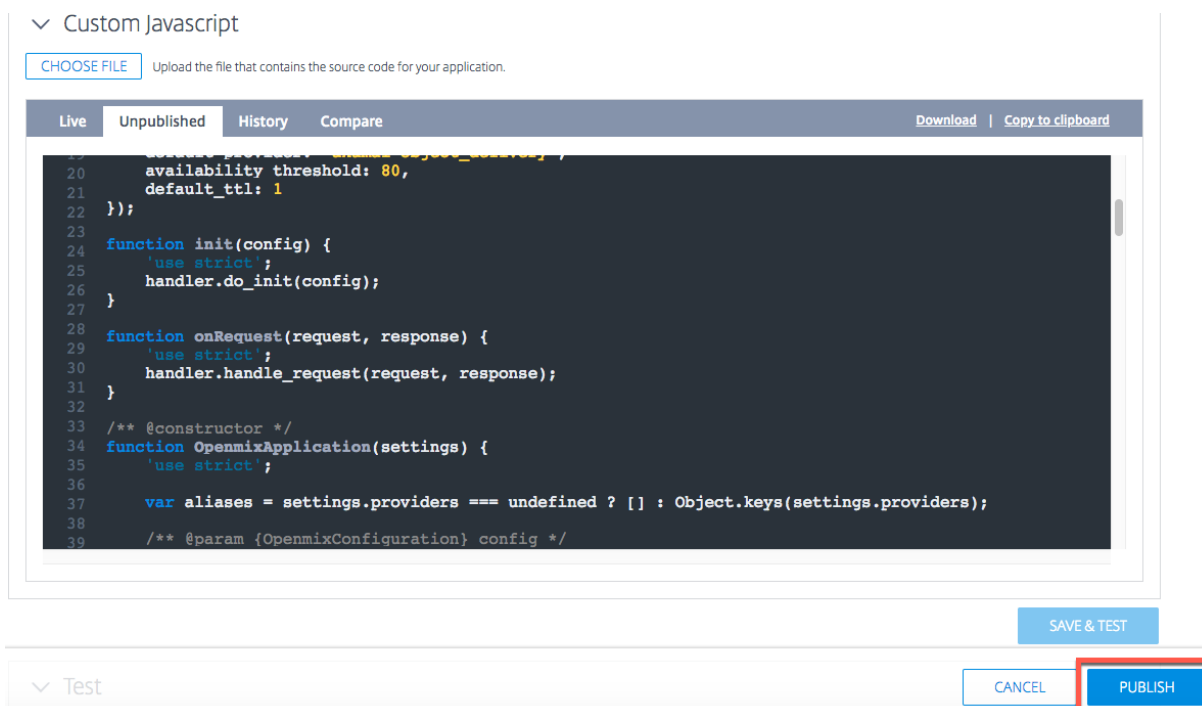 Custom Javascript
CHOOSE FILE Upload the file that contains the source code for your application.
Live Unpublished History Compare Download | Copy to clipboard
20 availability threshold: 80,
21 default_ttl: 1
22 });
23
24 function init(config) {
25 'use strict';
26 handler.do_init(config);
27 }
28 function onRequest(request, response) {
29 'use strict';
30 handler.handle_request(request, response);
31 }
32
33 /** @constructor */
34 function OpenmixApplication(settings) {
35 'use strict';
36
37 var aliases = settings.providers === undefined ? [] : Object.keys(settings.providers);
38
39 /** @param {OpenmixConfiguration} config */
SAVE & TEST
Test CANCEL PUBLISH